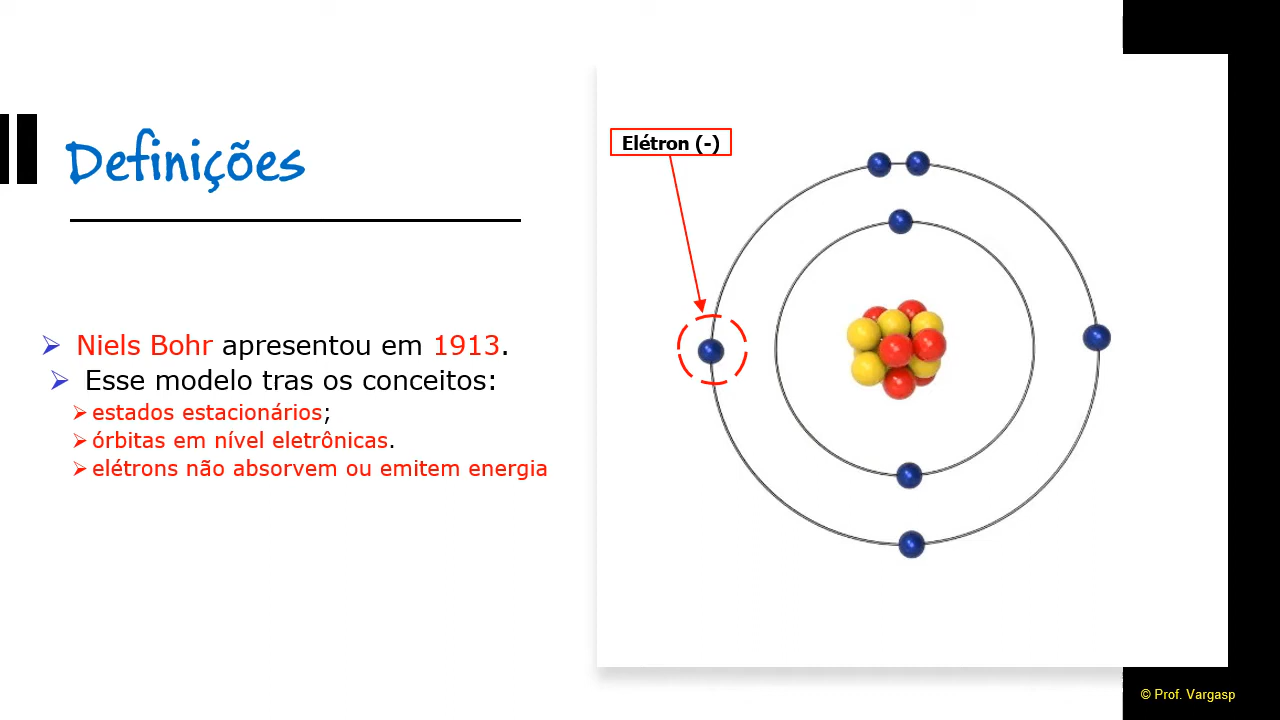 Definições
Niels Bohr apresentou em 1913.
Esse modelo tras os conceitos:
estados estacionários;
órbitas em nível eletrônicas.
elétrons não absorvem ou emitem energia
Elétron (-)
© Prof. Vargasp